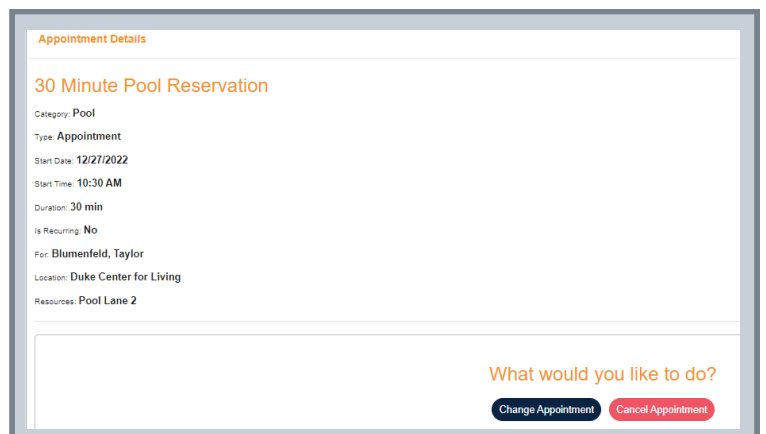 Appointment Details
30 Minute Pool Reservation
Category: Pool
Type: Appointment
Start Date: 12/27/2022
Start Time: 10:30 AM
Duration: 30 min
Is Recurring: No
For: Blumenfeld, Taylor
Location: Duke Center for Living
Resources: Pool Lane 2
What would you like to do?
Change Appointment Cancel Appointment